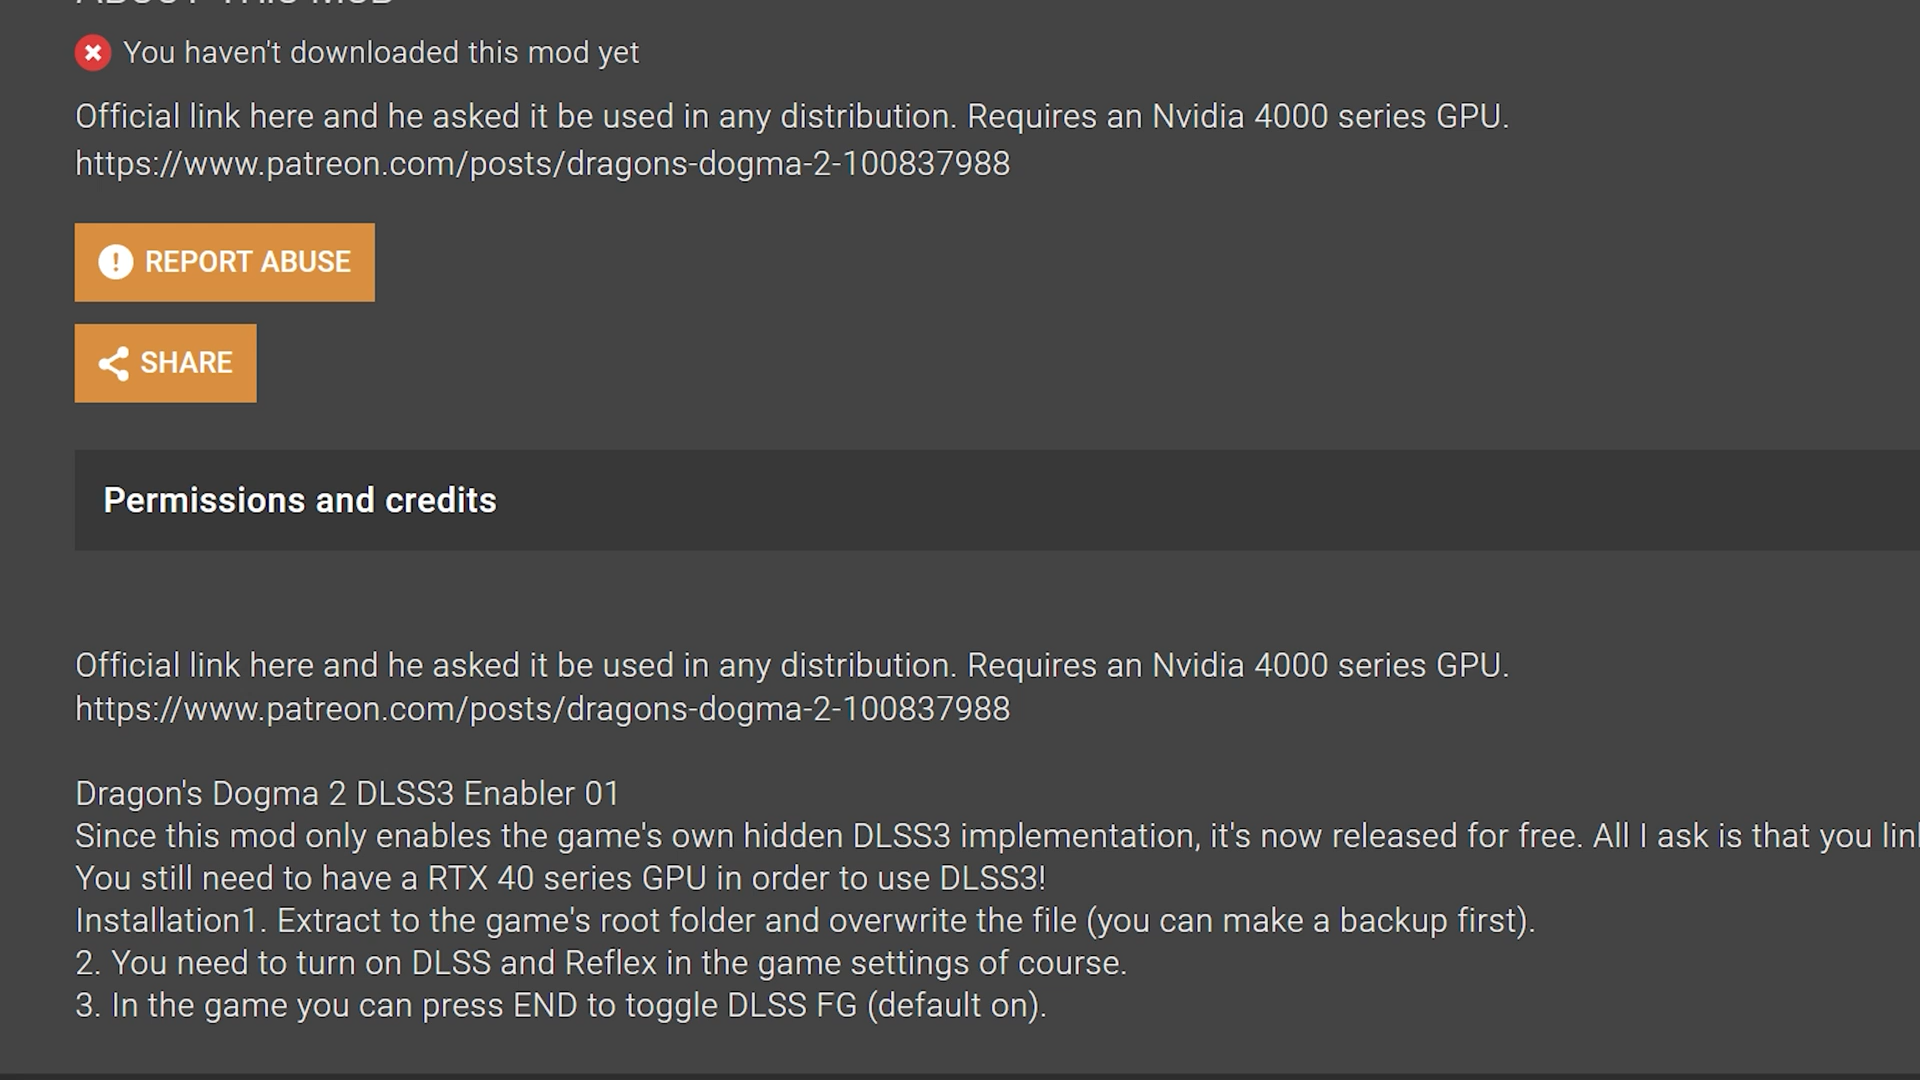 You haven't downloaded this mod yet
Official link here and he asked it be used in any distribution. Requires an Nvidia 4000 series GPU.
https://www.patreon.com/posts/dragons-dogma-2-100837988
REPORT ABUSE
SHARE
Permissions and credits
Official link here and he asked it be used in any distribution. Requires an Nvidia 4000 series GPU.
https://www.patreon.com/posts/dragons-dogma-2-100837988
Dragon's Dogma 2 DLSS3 Enabler 01
Since this mod only enables the game's own hidden DLSS3 implementation, it's now released for free. All I ask is that you
You still need to have a RTX 40 series GPU in order to use DLSS3!
Installation1. Extract to the game's root folder and overwrite the file (you can make a backup first).
2. You need to turn on DLSS and Reflex in the game settings of course.
3. In the game you can press END to toggle DLSS FG (default on).